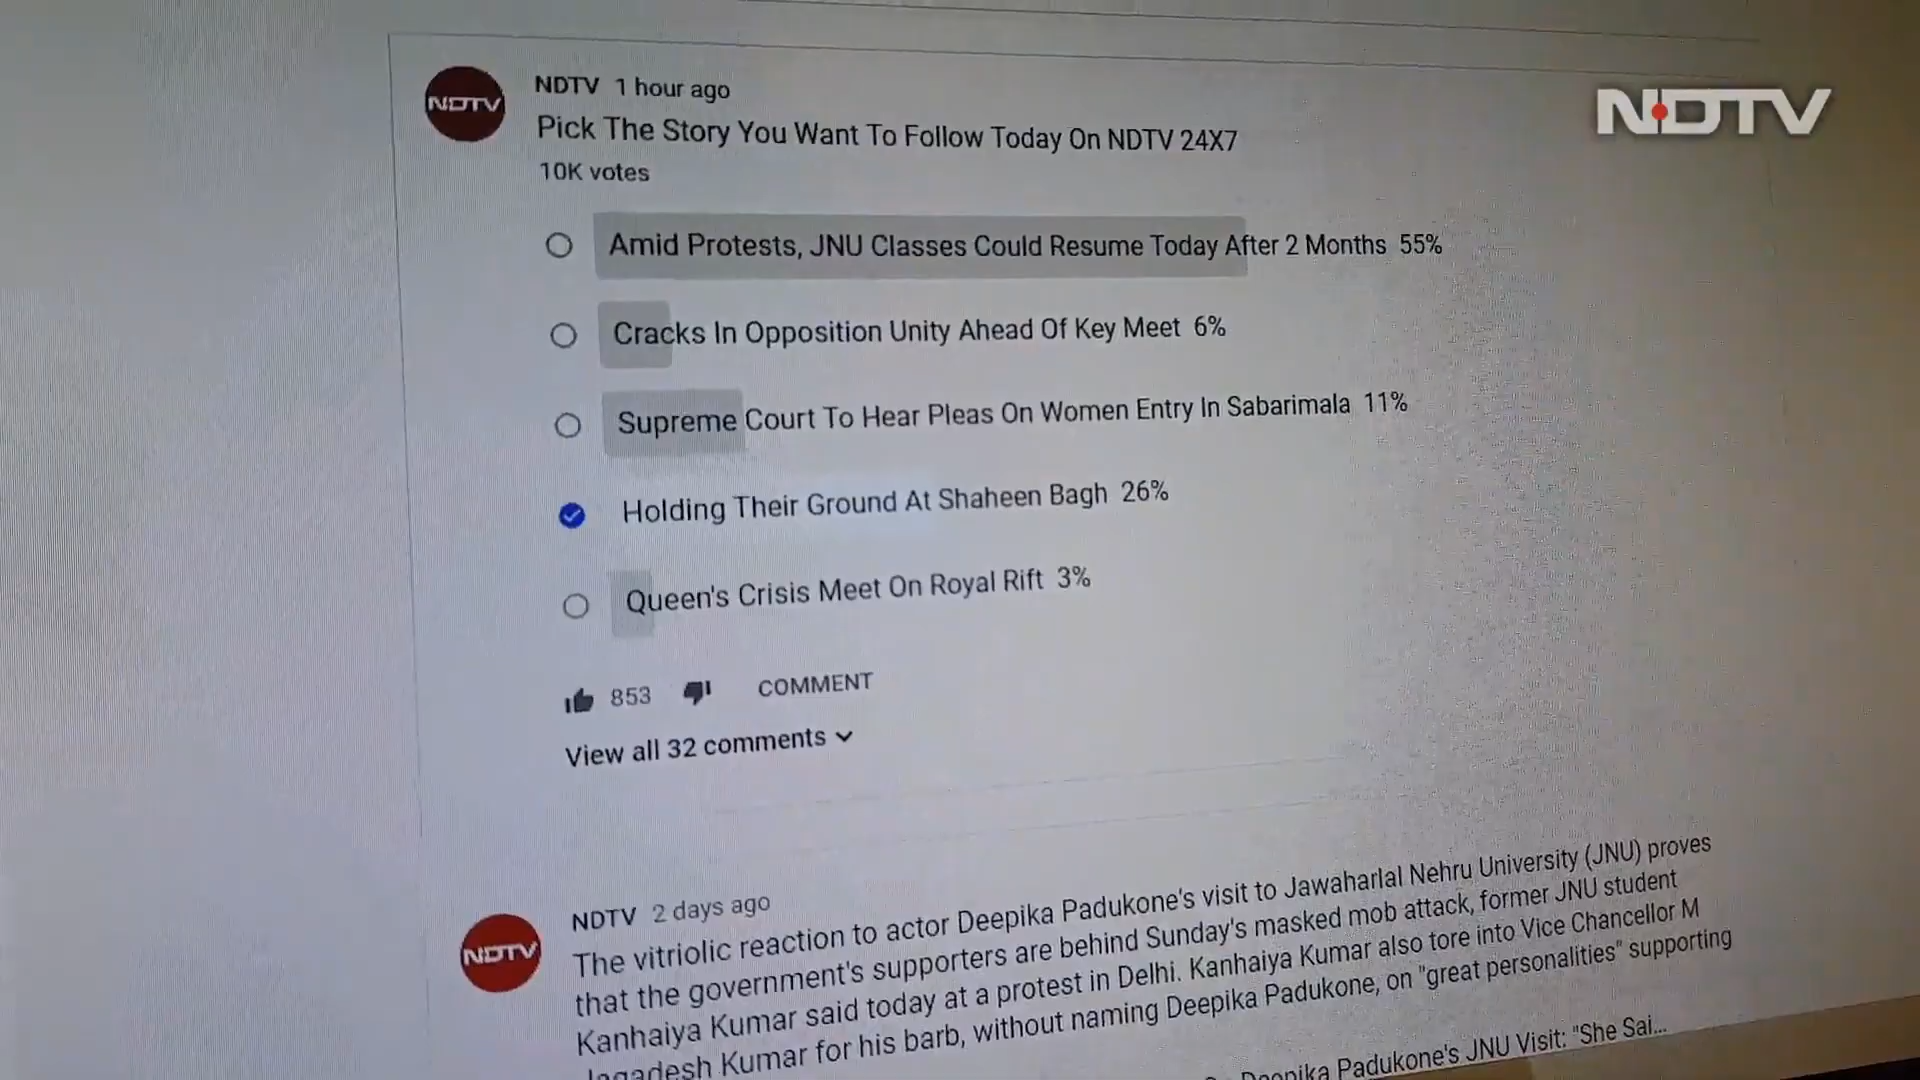 NDTV
NDTV 1 hour ago
NDTV
Pick The Story You Want To Follow Today On NDTV 24X7
10K votes
Amid Protests, JNU Classes Could Resume Today After 2 Months 55%
Cracks In Opposition Unity Ahead Of Key Meet 6%
Supreme Court To Hear Pleas On Women Entry In Sabarimala 11%
Holding Their Ground At Shaheen Bagh 26%
Queen's Crisis Meet On Royal Rift 3%
853 COMMENT
View all 32 comments
NDTV
NDTV 2 days ago
The vitriolic reaction to actor Deepika Padukone's visit to Jawaharlal Nehru University (JNU) proves
that the government's supporters are behind Sunday's masked mob attack, former JNU student
Kanhaiya Kumar said today at a protest in Delhi. Kanhaiya Kumar also tore into Vice Chancellor M
Jagadesh Kumar for his barb, without naming Deepika Padukone, on "great personalities" supporting
Deepika Padukone's JNU Visit: "She Sai...